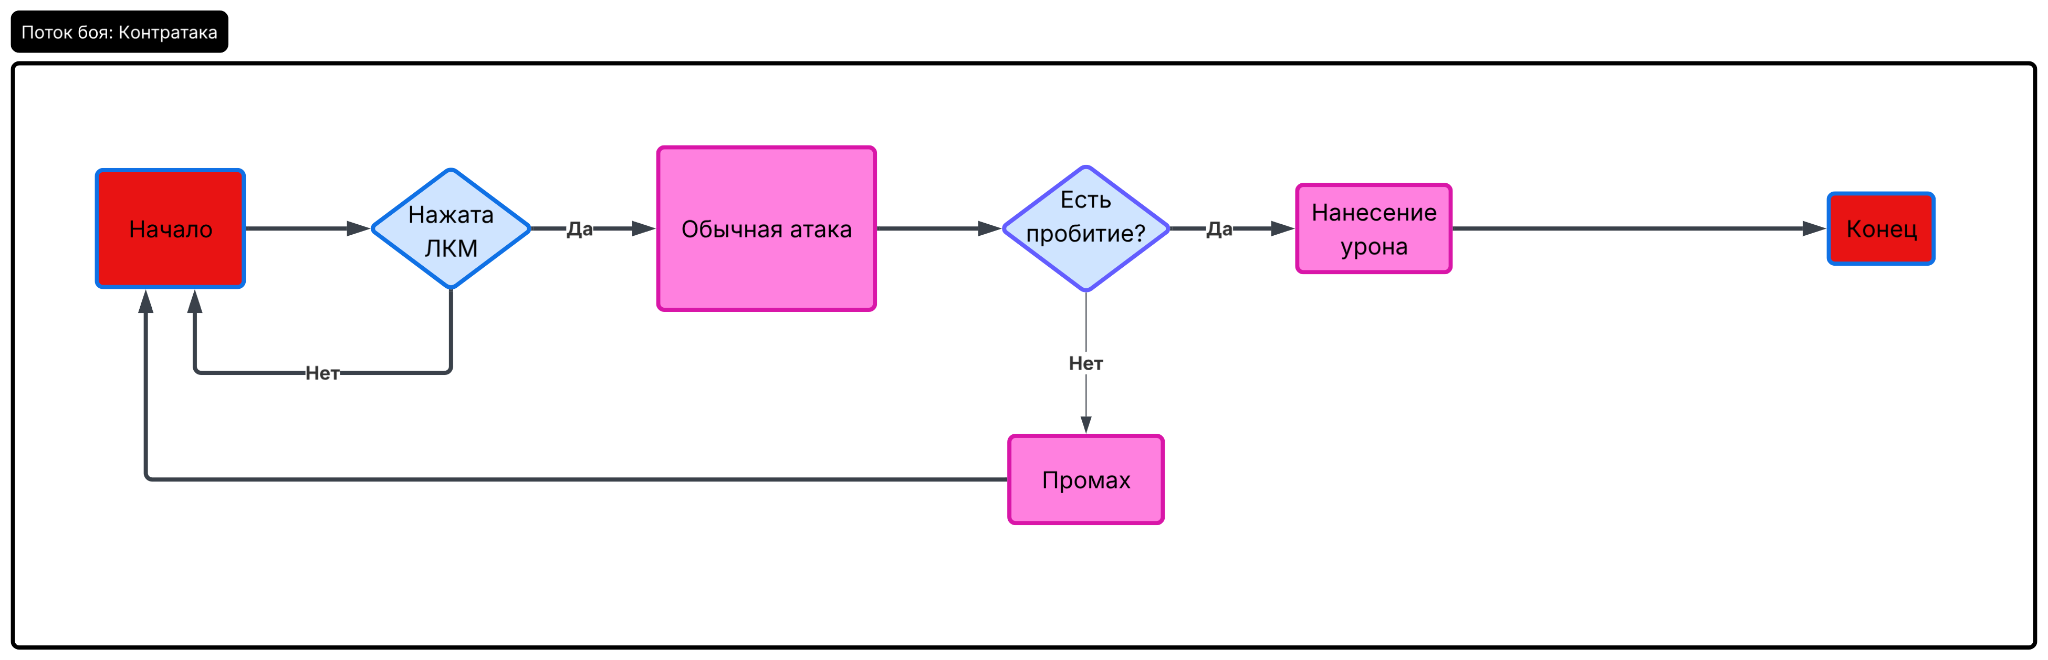 Поток боя: Контратака
Начало
Нажата
ЛКМ
Да
Обычная атака
Есть
пробитие?
Да
Нанесение
урона
Конец
Нет
Нет
Промах